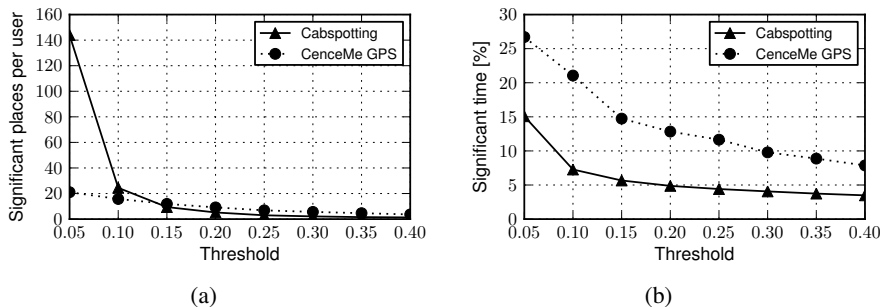 Significant places per user
160
140
120
100
80
60
40
20
0
0.05 0.10 0.15 0.20 0.25 0.30 0.35 0.40
Threshold
Cabspotting
CenceMe GPS
(a)
Significant time [%]
30
25
20
15
10
5
0
0.05 0.10 0.15 0.20 0.25 0.30 0.35 0.40
Threshold
Cabspotting
CenceMe GPS
(b)